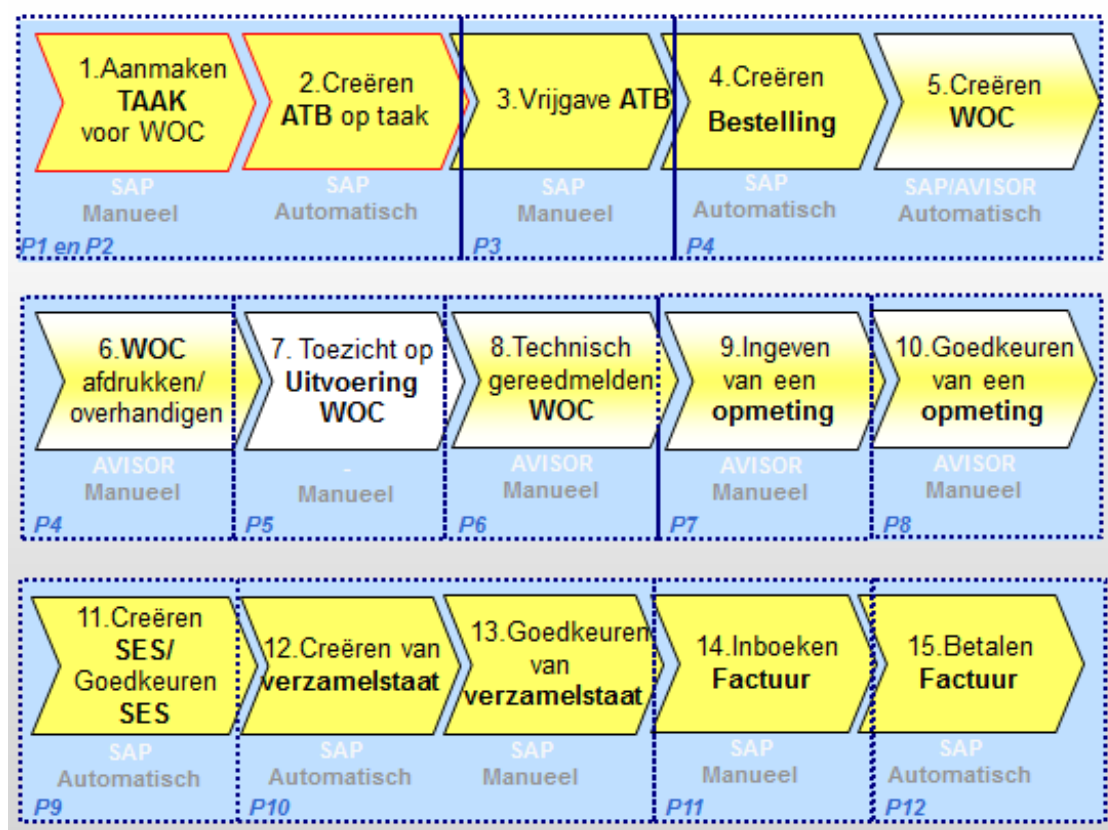 1.Aanmaken
TAAK
voor WOC
SAP
Manueel
P1 en P2
2.Creëren
ATB op taak
SAP
Automatisch
3.Vrijgave ATB
SAP
Manueel
P3
4.Creëren
Bestelling
SAP
Automatisch
P4
5.Creëren
WOC
SAP/AVISOR
Automatisch
6.WOC
afdrukken/
overhandigen
AVISOR
Manueel
P4
7. Toezicht op
Uitvoering
WOC
-
Manueel
P5
8.Technisch
gereedmelden
WOC
AVISOR
Manueel
P6
9.Ingeven
van een
opmeting
AVISOR
Manueel
P7
10.Goedkeuren
van een
opmeting
AVISOR
Manueel
P8
11.Creëren
SES/
Goedkeuren
SES
SAP
Automatisch
P9
12.Creëren van
verzamelstaat
SAP
Automatisch
P10
13.Goedkeuren
van
verzamelstaat
SAP
Manueel
14.Inboeken
Factuur
SAP
Manueel
P11
15.Betalen
Factuur
SAP
Automatisch
P12